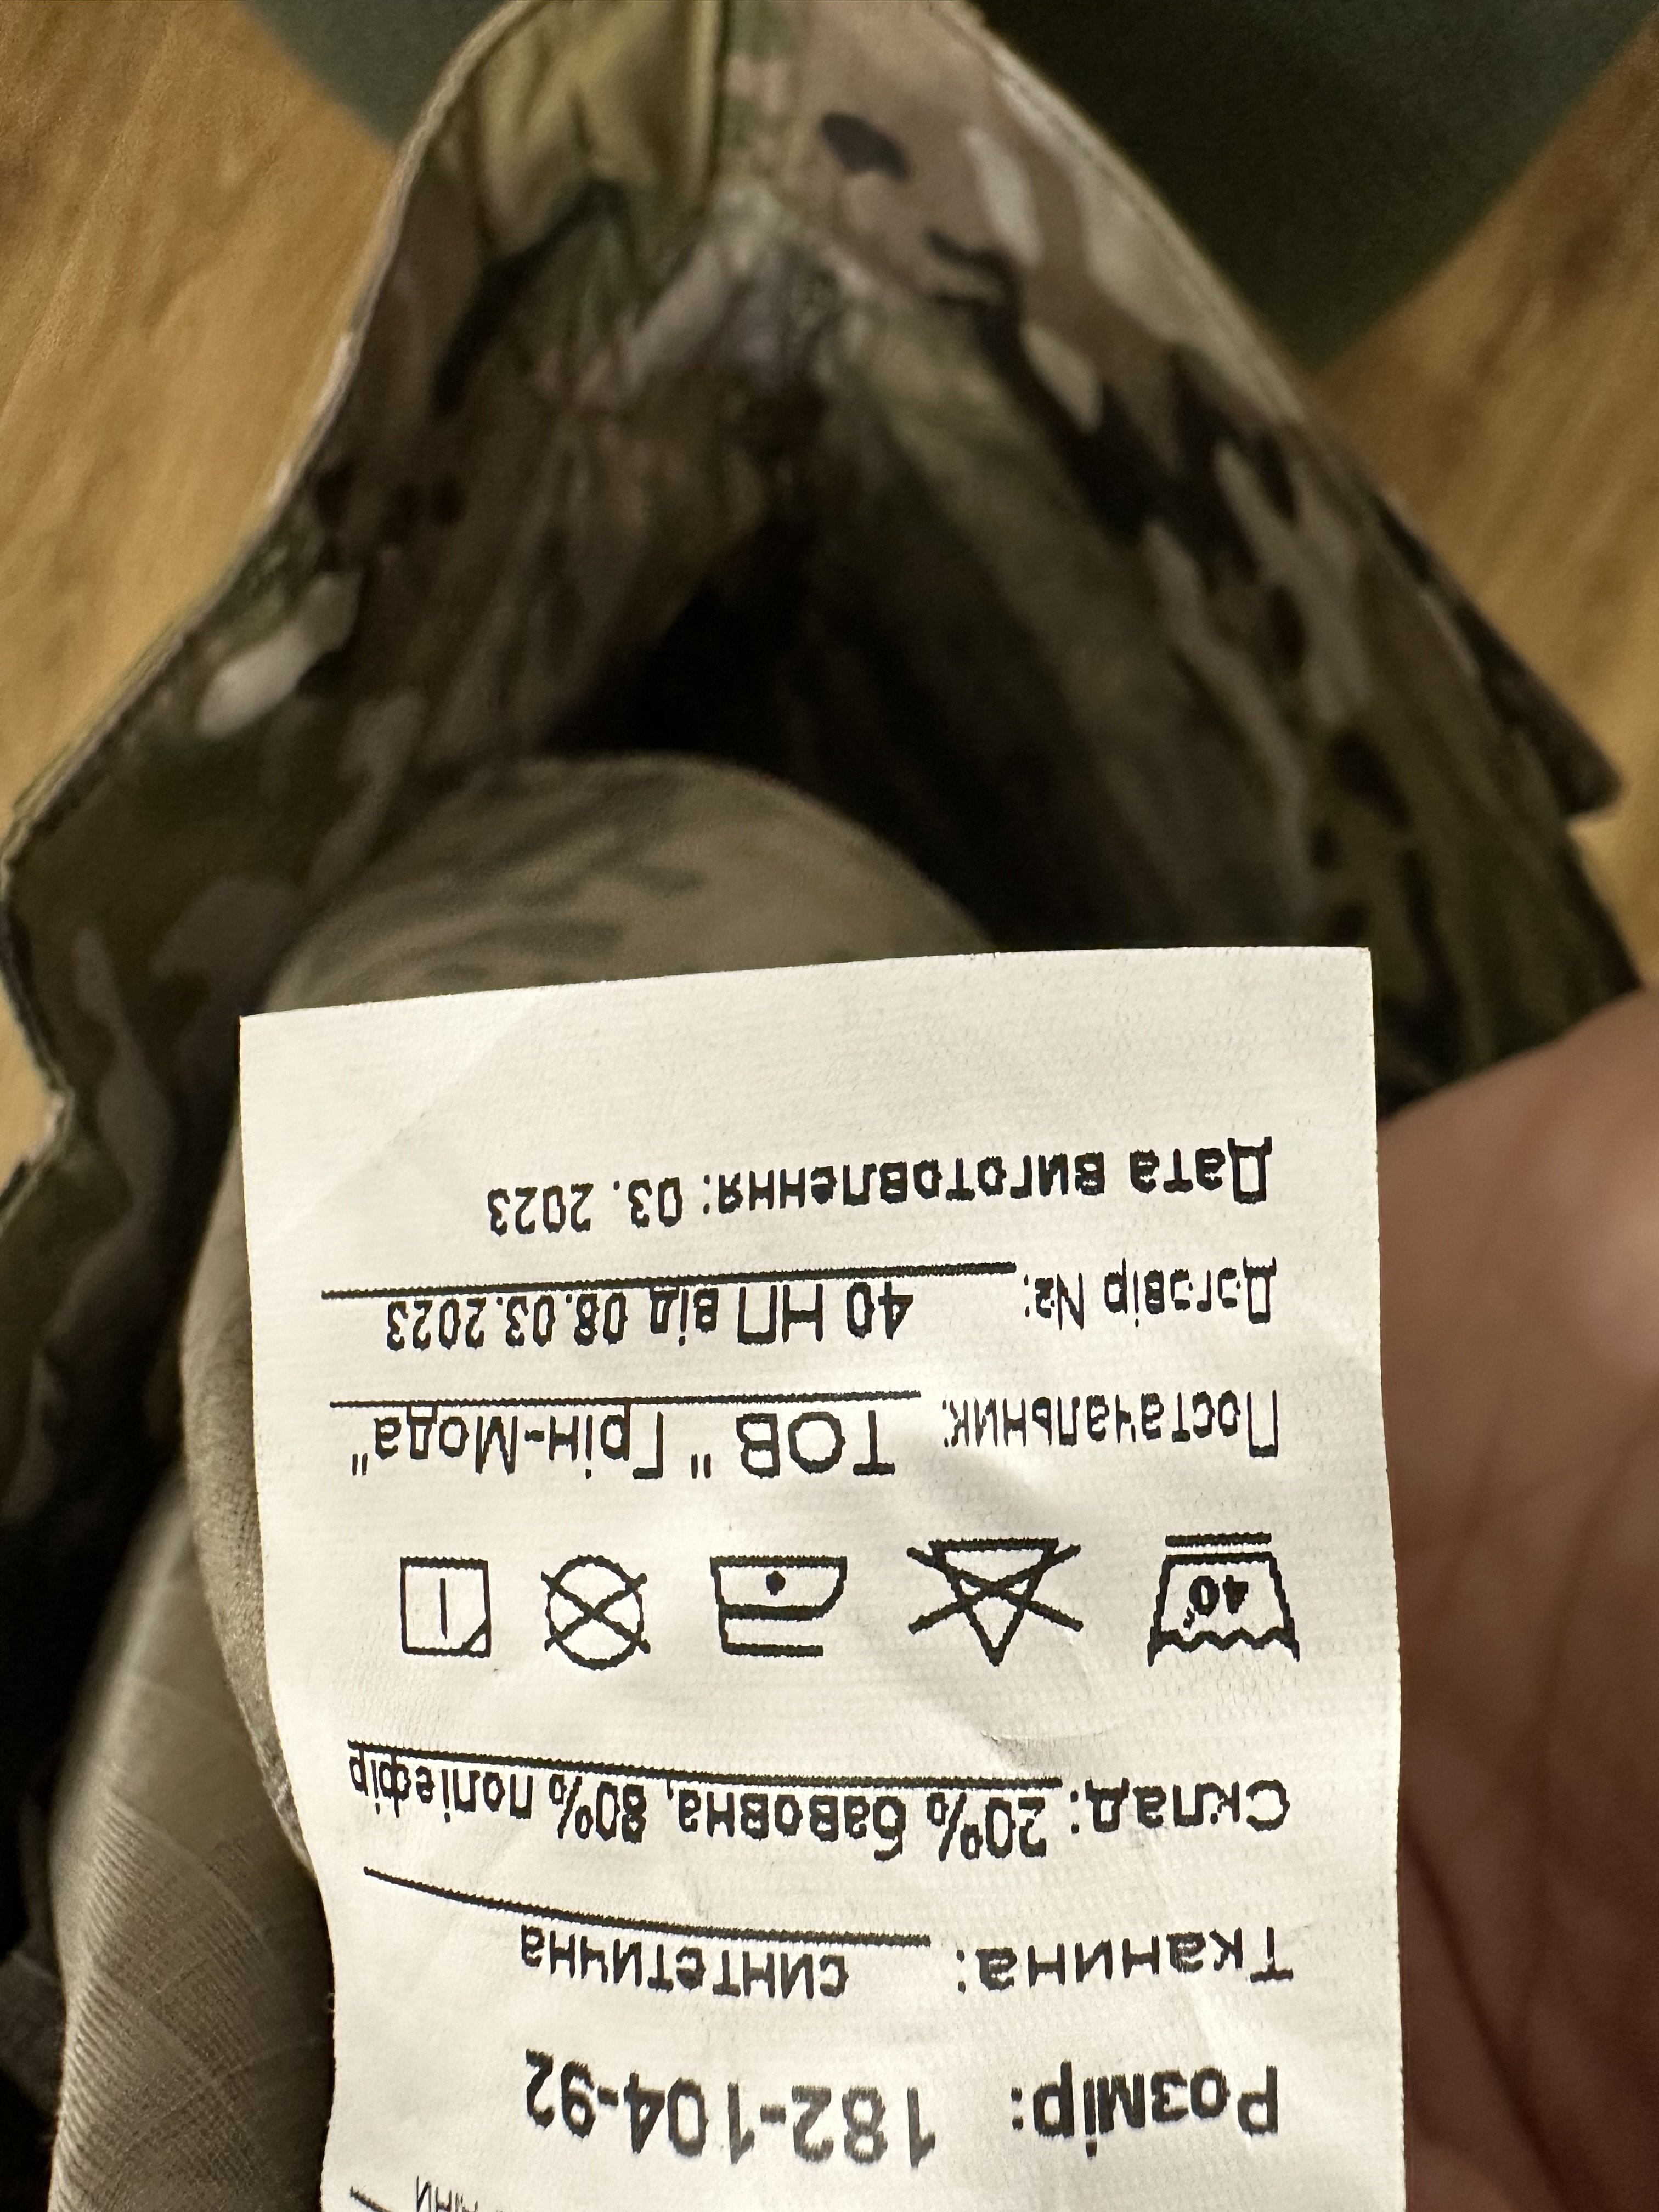 Розмір: 182-104-92
Тканина: синтетична
Склад: 20% бавовна, 80% поліефір
40
Постачальник: ТОВ "Грін-Мода"
Договір №: 40 НП від 08.03.2023
Дата виготовлення: 03. 2023